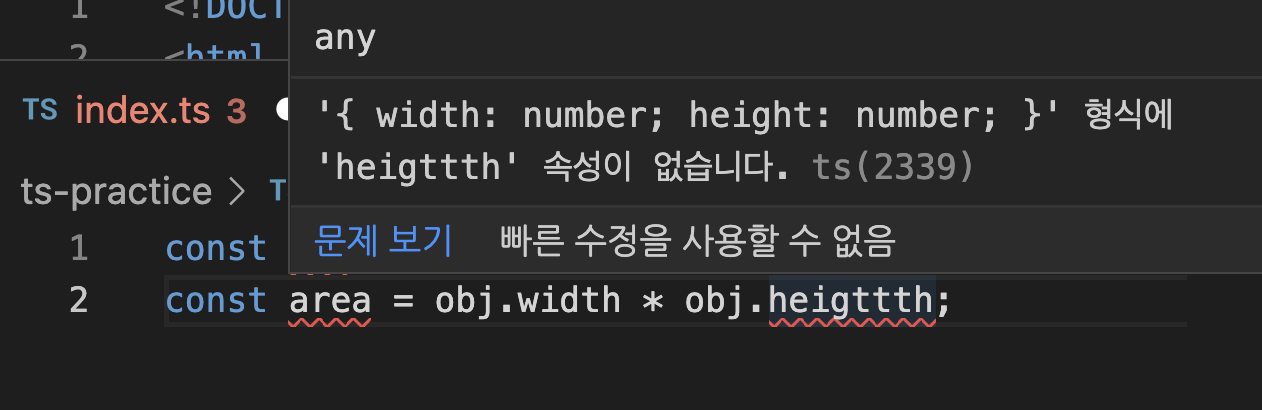 1 <!DOCT
any
2 <html
TS index.ts 3
'{ width: number; height: number; }' 형식에
'heigttth' 속성이 없습니다. ts(2339)
ts-practice > T
문제 보기 빠른 수정을 사용할 수 없음
1 const
2 const area = obj.width * obj.heigttth;